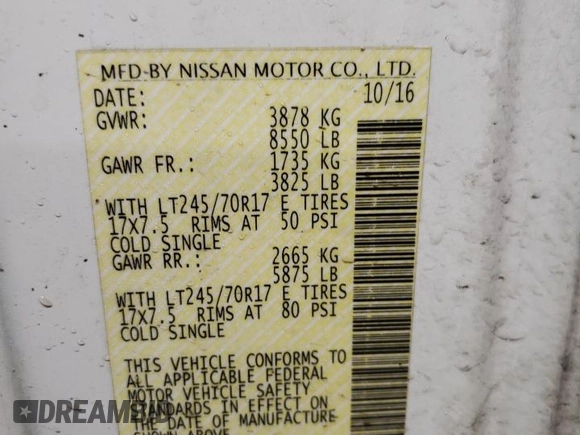 MFD-BY NISSAN MOTOR CO., LTD.
DATE: 10/16
GVWR: 3878 KG
8550 LB
GAWR FR.: 1735 KG
3825 LB
WITH LT245/70R17 E TIRES
17X7.5 RIMS AT 50 PSI
COLD SINGLE
GAWR RR.: 2665 KG
5875 LB
WITH LT245/70R17 E TIRES
17X7.5 RIMS AT 80 PSI
COLD SINGLE
THIS VEHICLE CONFORMS TO
ALL APPLICABLE FEDERAL
MOTOR VEHICLE SAFETY
STANDARDS IN EFFECT ON
THE DATE OF MANUFACTURE
SHOWN ABOVE